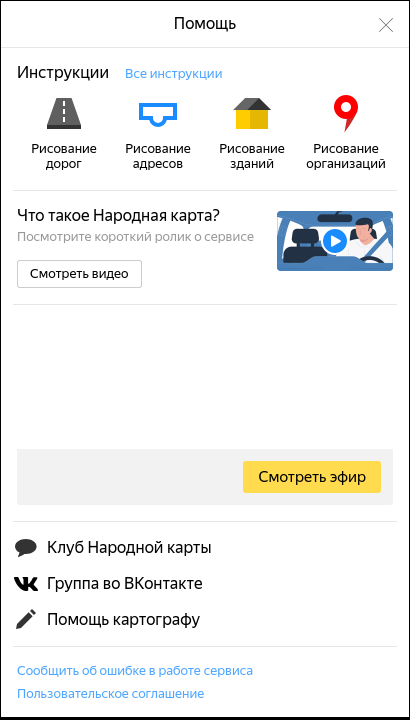 Помощь
Инструкции Все инструкции
Рисование дорог
Рисование адресов
Рисование зданий
Рисование организаций
Что такое Народная карта?
Посмотрите короткий ролик о сервисе
Смотреть видео
Смотреть эфир
Клуб Народной карты
Группа во ВКонтакте
Помощь картографу
Сообщить об ошибке в работе сервиса
Пользовательское соглашение